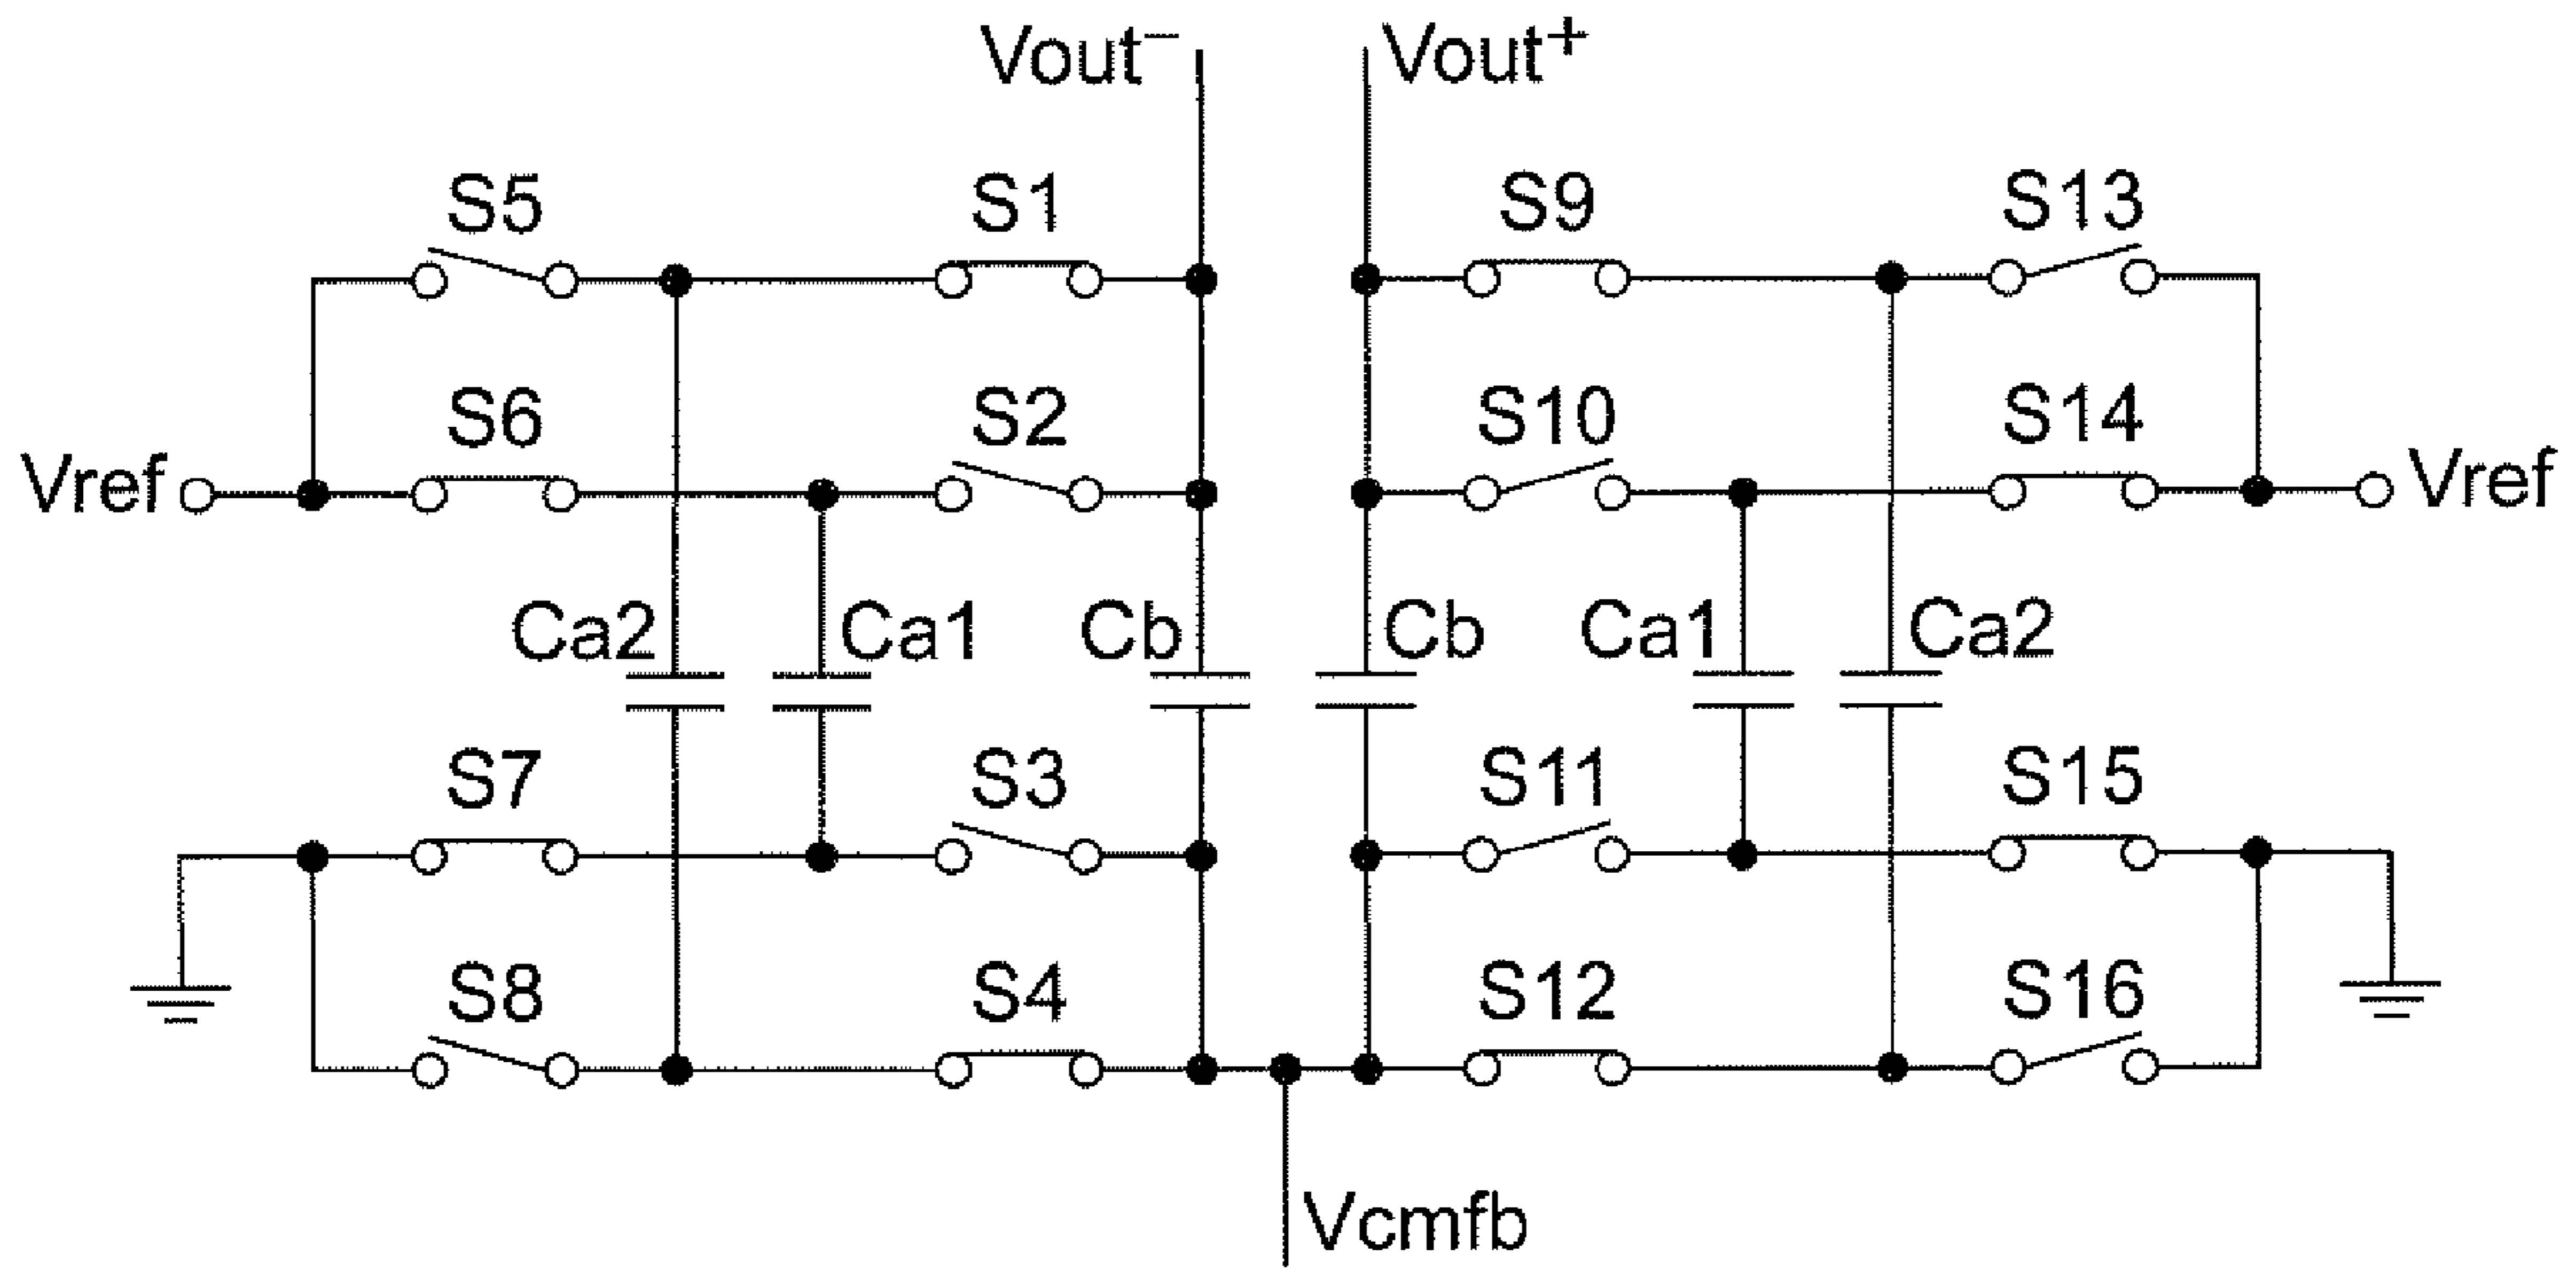 Vout⁻ Vout⁺
S5 S1 S9 S13
S6 S2 S10 S14
Vref Vref
Ca2 Ca1 Cb Cb Ca1 Ca2
S7 S3 S11 S15
S8 S4 S12 S16
Vcmfb